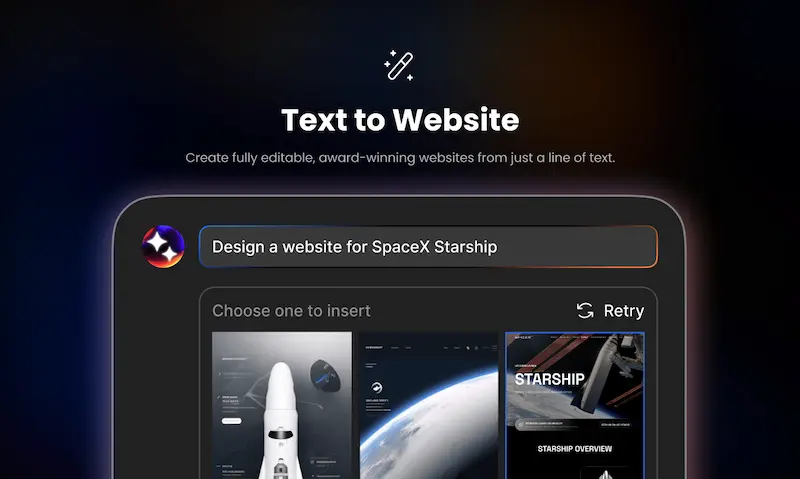 Text to Website
Create fully editable, award-winning websites from just a line of text.
Design a website for SpaceX Starship
Choose one to insert
Retry
STARSHIP
STARSHIP OVERVIEW